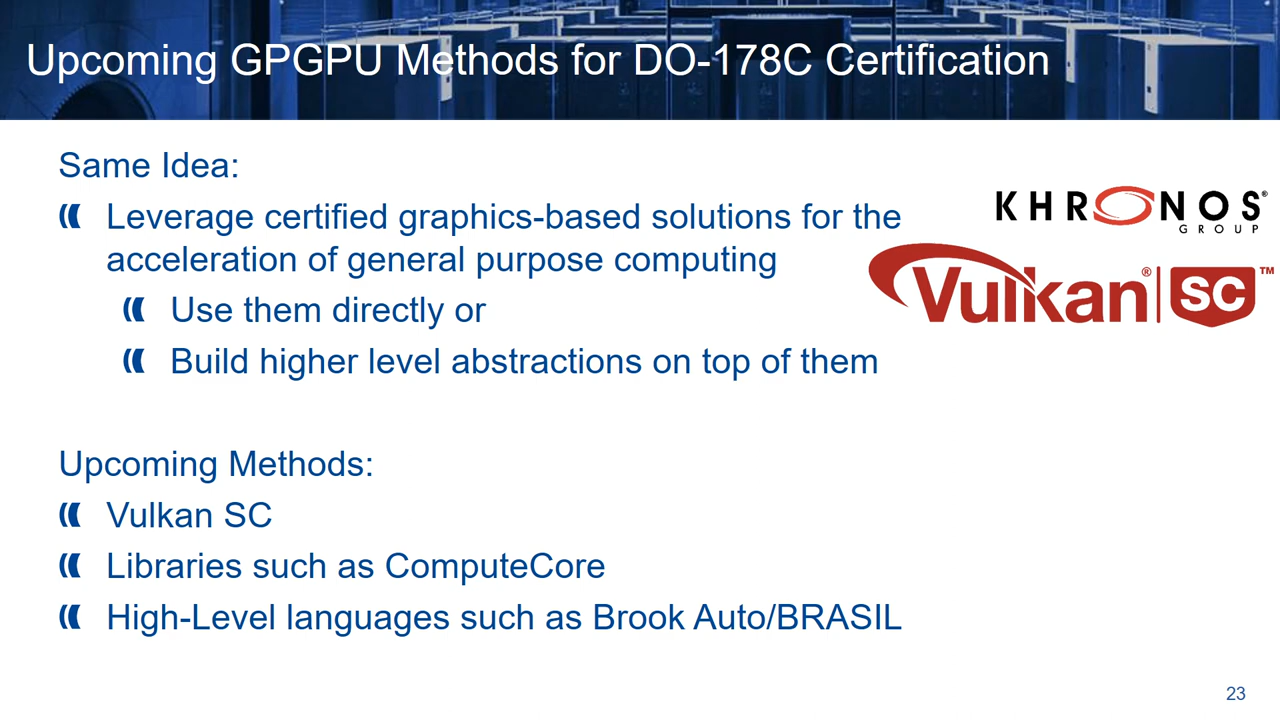 Upcoming GPGPU Methods for DO-178C Certification
Same Idea:
Leverage certified graphics-based solutions for the
acceleration of general purpose computing
Use them directly or
Build higher level abstractions on top of them
KHRONOS®
GROUP
Vulkan® | SC™
Upcoming Methods:
Vulkan SC
Libraries such as ComputeCore
High-Level languages such as Brook Auto/BRASIL
23